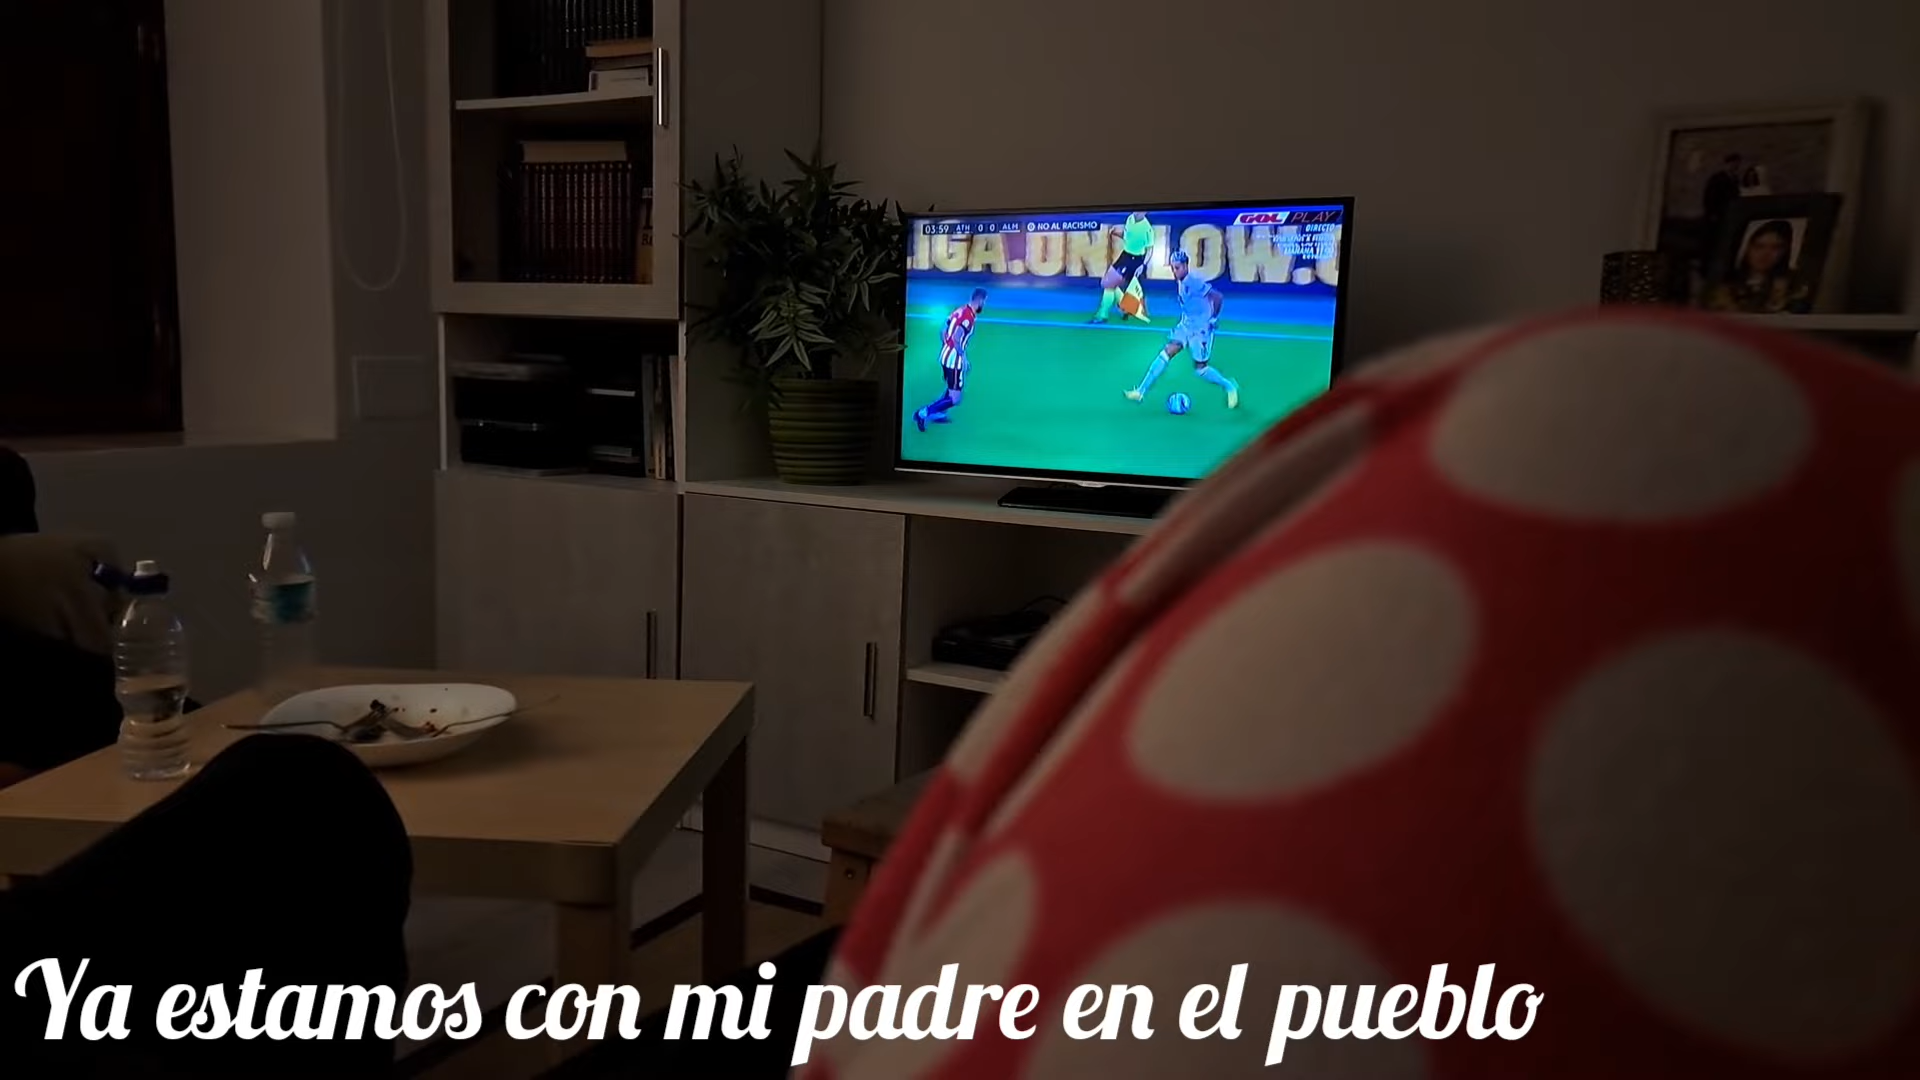 03:59 ATH 0 0 ALM NO AL RACISMO
GOL PLAY
DIRECTO
Ya estamos con mi padre en el pueblo